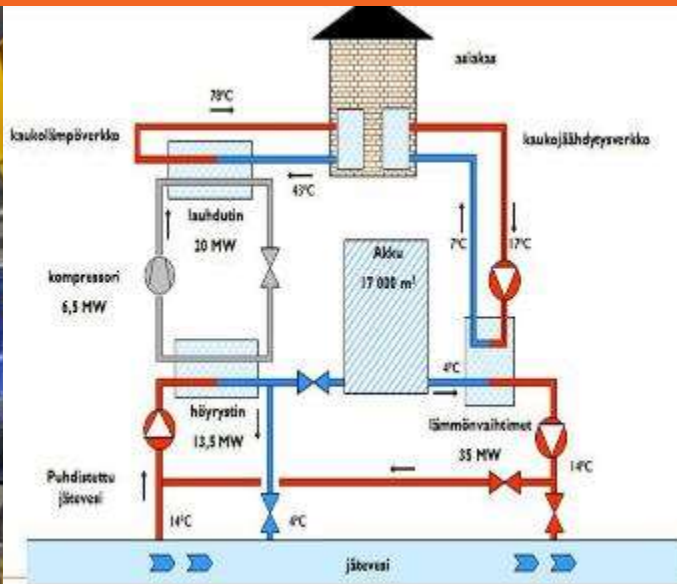 asiakas
78°C
kaukolämpöverkko
kaukojäähdytysverkko
43°C
lauhdutin
20 MW
7°C
17°C
Akku
17 000 m³
kompressori
6,5 MW
4°C
höyrystin
13,5 MW
lämmönvaihtimet
35 MW
Puhdistettu
jätevesi
14°C
14°C
4°C
jätevesi